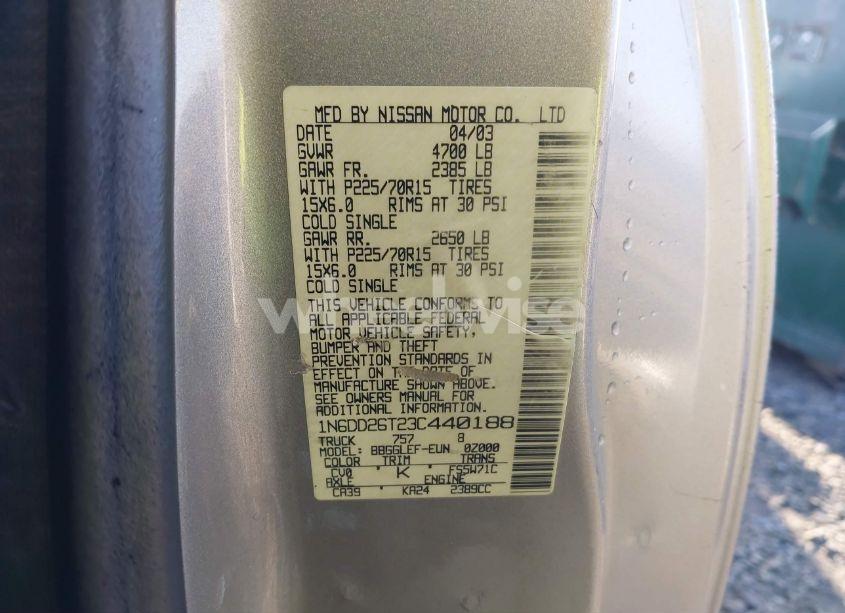 MFD BY NISSAN MOTOR CO. LTD
DATE 04/03
GVWR 4700 LB
GAWR FR. 2385 LB
WITH P225/70R15 TIRES
15X6.0 RIMS AT 30 PSI
COLD SINGLE
GAWR RR. 2650 LB
WITH P225/70R15 TIRES
15X6.0 RIMS AT 30 PSI
COLD SINGLE
THIS VEHICLE CONFORMS TO
ALL APPLICABLE FEDERAL
MOTOR VEHICLE SAFETY,
BUMPER AND THEFT
PREVENTION STANDARDS IN
EFFECT ON THE DATE OF
MANUFACTURE SHOWN ABOVE.
SEE OWNERS MANUAL FOR
ADDITIONAL INFORMATION.
1N6DD26T23C440188
TRUCK 757 8
MODEL: BBGGLEF-EUN 0Z000
COLOR TRIM TRANS
CV0 K FS5W71C
AXLE ENGINE
CA39 KA24 2389CC